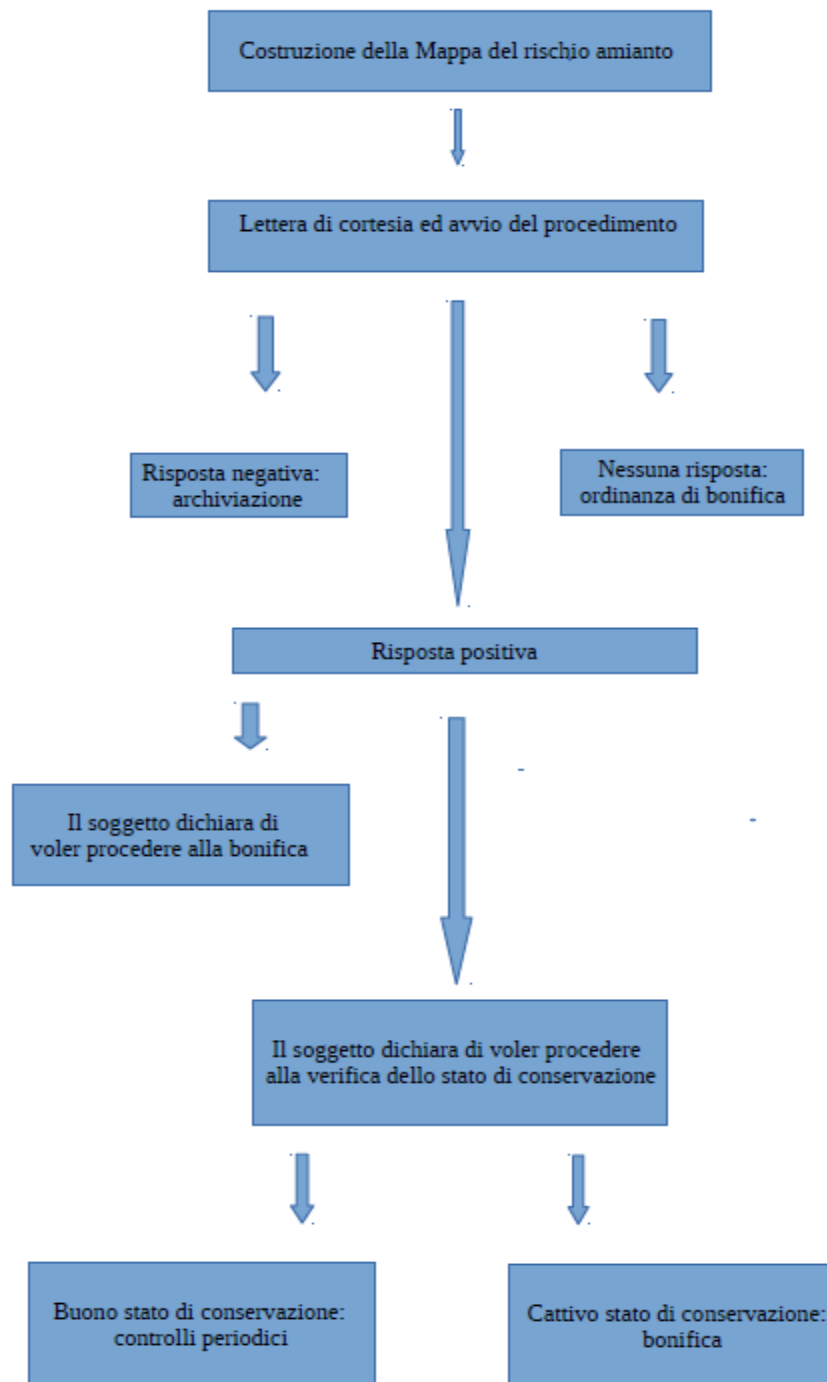 Costruzione della Mappa del rischio amianto
Lettera di cortesia ed avvio del procedimento
Risposta negativa:
archiviazione
Nessuna risposta:
ordinanza di bonifica
Risposta positiva
Il soggetto dichiara di
voler procedere alla bonifica
Il soggetto dichiara di voler procedere
alla verifica dello stato di conservazione
Buono stato di conservazione:
controlli periodici
Cattivo stato di conservazione:
bonifica